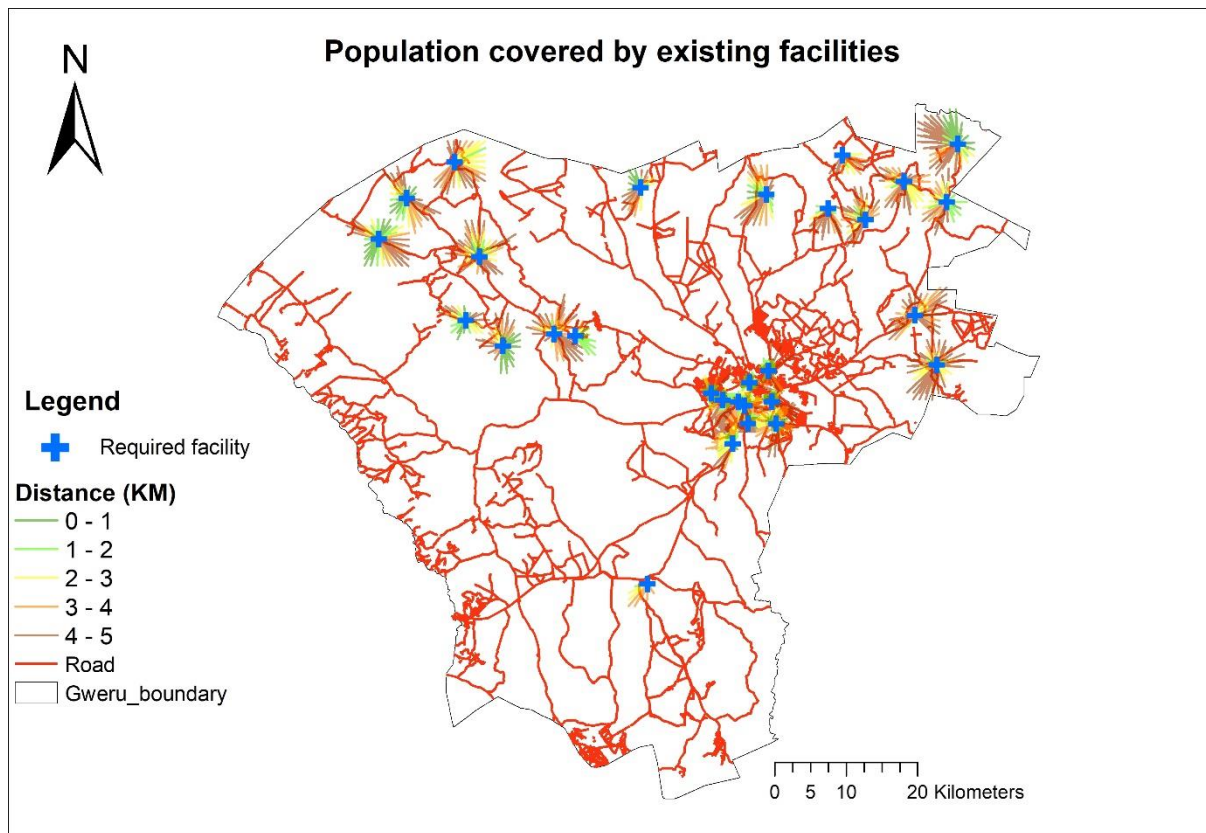 Population covered by existing facilities
N
Legend
Required facility
Distance (KM)
0 - 1
1 - 2
2 - 3
3 - 4
4 - 5
Road
Gweru_boundary
0 5 10 20 Kilometers